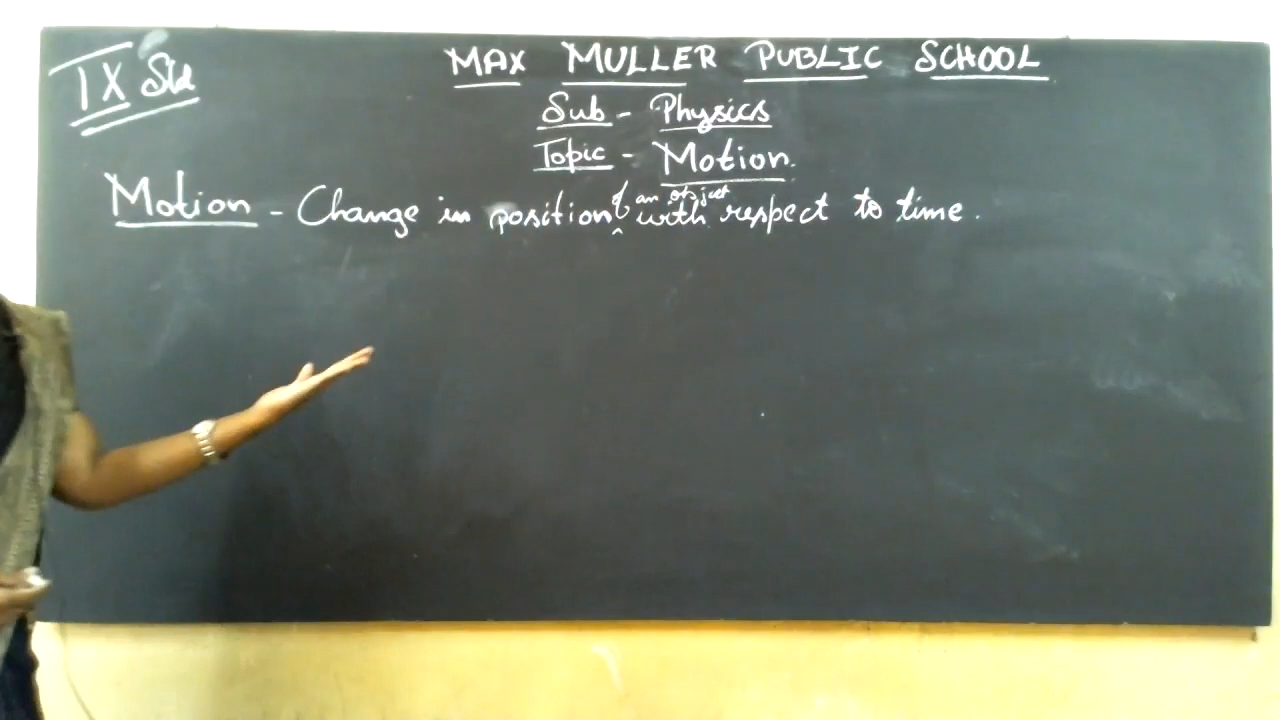 IX Std
MAX MULLER PUBLIC SCHOOL
Sub - Physics
Topic - Motion.
Motion - Change in position of an object with respect to time.